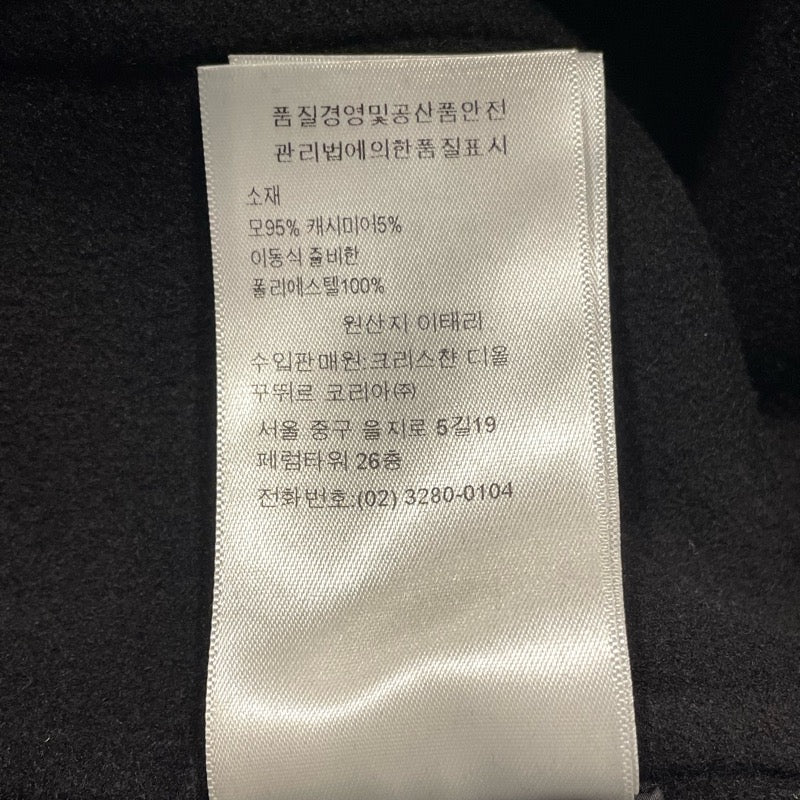 품질경영및공산품안전
관리법에의한품질표시
소재
모95% 캐시미어5%
이동식 줄비한
폴리에스텔100%
원산지 이태리
수입판매원:크리스챤 디올
꾸뛰르 코리아㈜
서울 중구 을지로 5길19
페럼타워 26층
전화번호:(02) 3280-0104